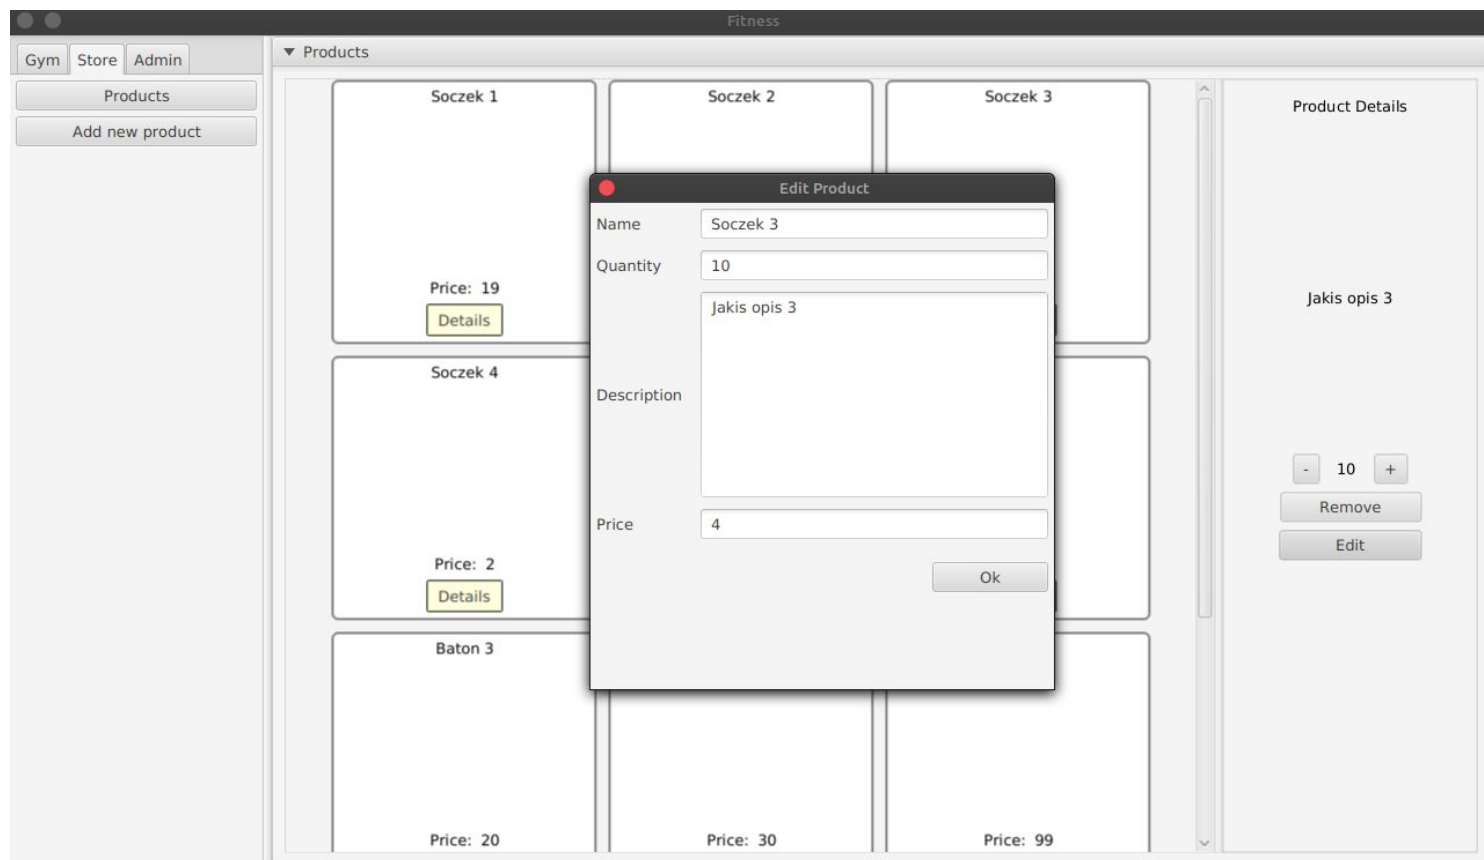 Fitness
Gym Store Admin
Products
Add new product
Products
Soczek 1
Price: 19
Details
Soczek 2
Soczek 3
Soczek 4
Price: 2
Details
Baton 3
Price: 20
Price: 30
Price: 99
Edit Product
Name Soczek 3
Quantity 10
Description Jakis opis 3
Price 4
Ok
Product Details
Jakis opis 3
- 10 +
Remove
Edit